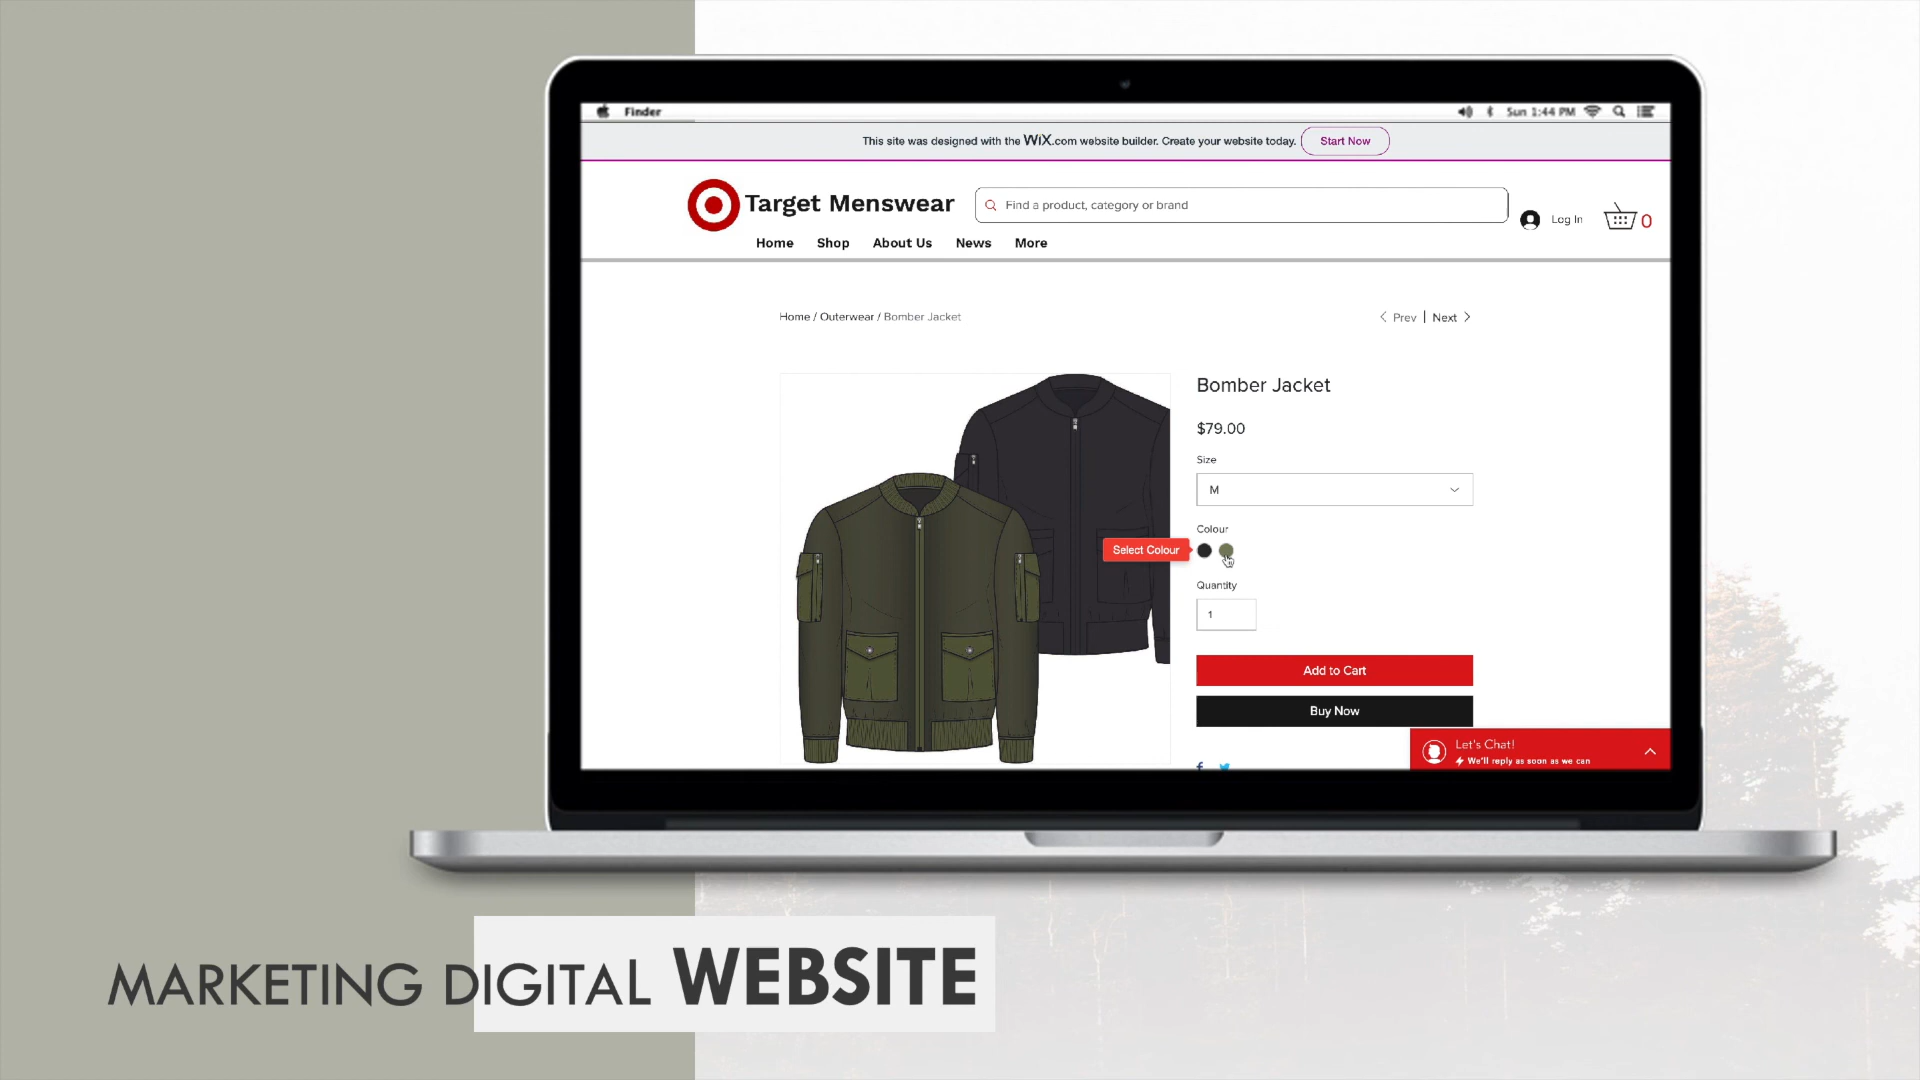 Finder
Sun 1:44 PM
This site was designed with the WiX.com website builder. Create your website today.
Start Now
Target Menswear
Find a product, category or brand
Log In
0
Home Shop About Us News More
Home / Outerwear / Bomber Jacket
< Prev | Next >
Bomber Jacket
$79.00
Size
M
Colour
Select Colour
Quantity
1
Add to Cart
Buy Now
Let's Chat!
We'll reply as soon as we can
MARKETING DIGITAL WEBSITE